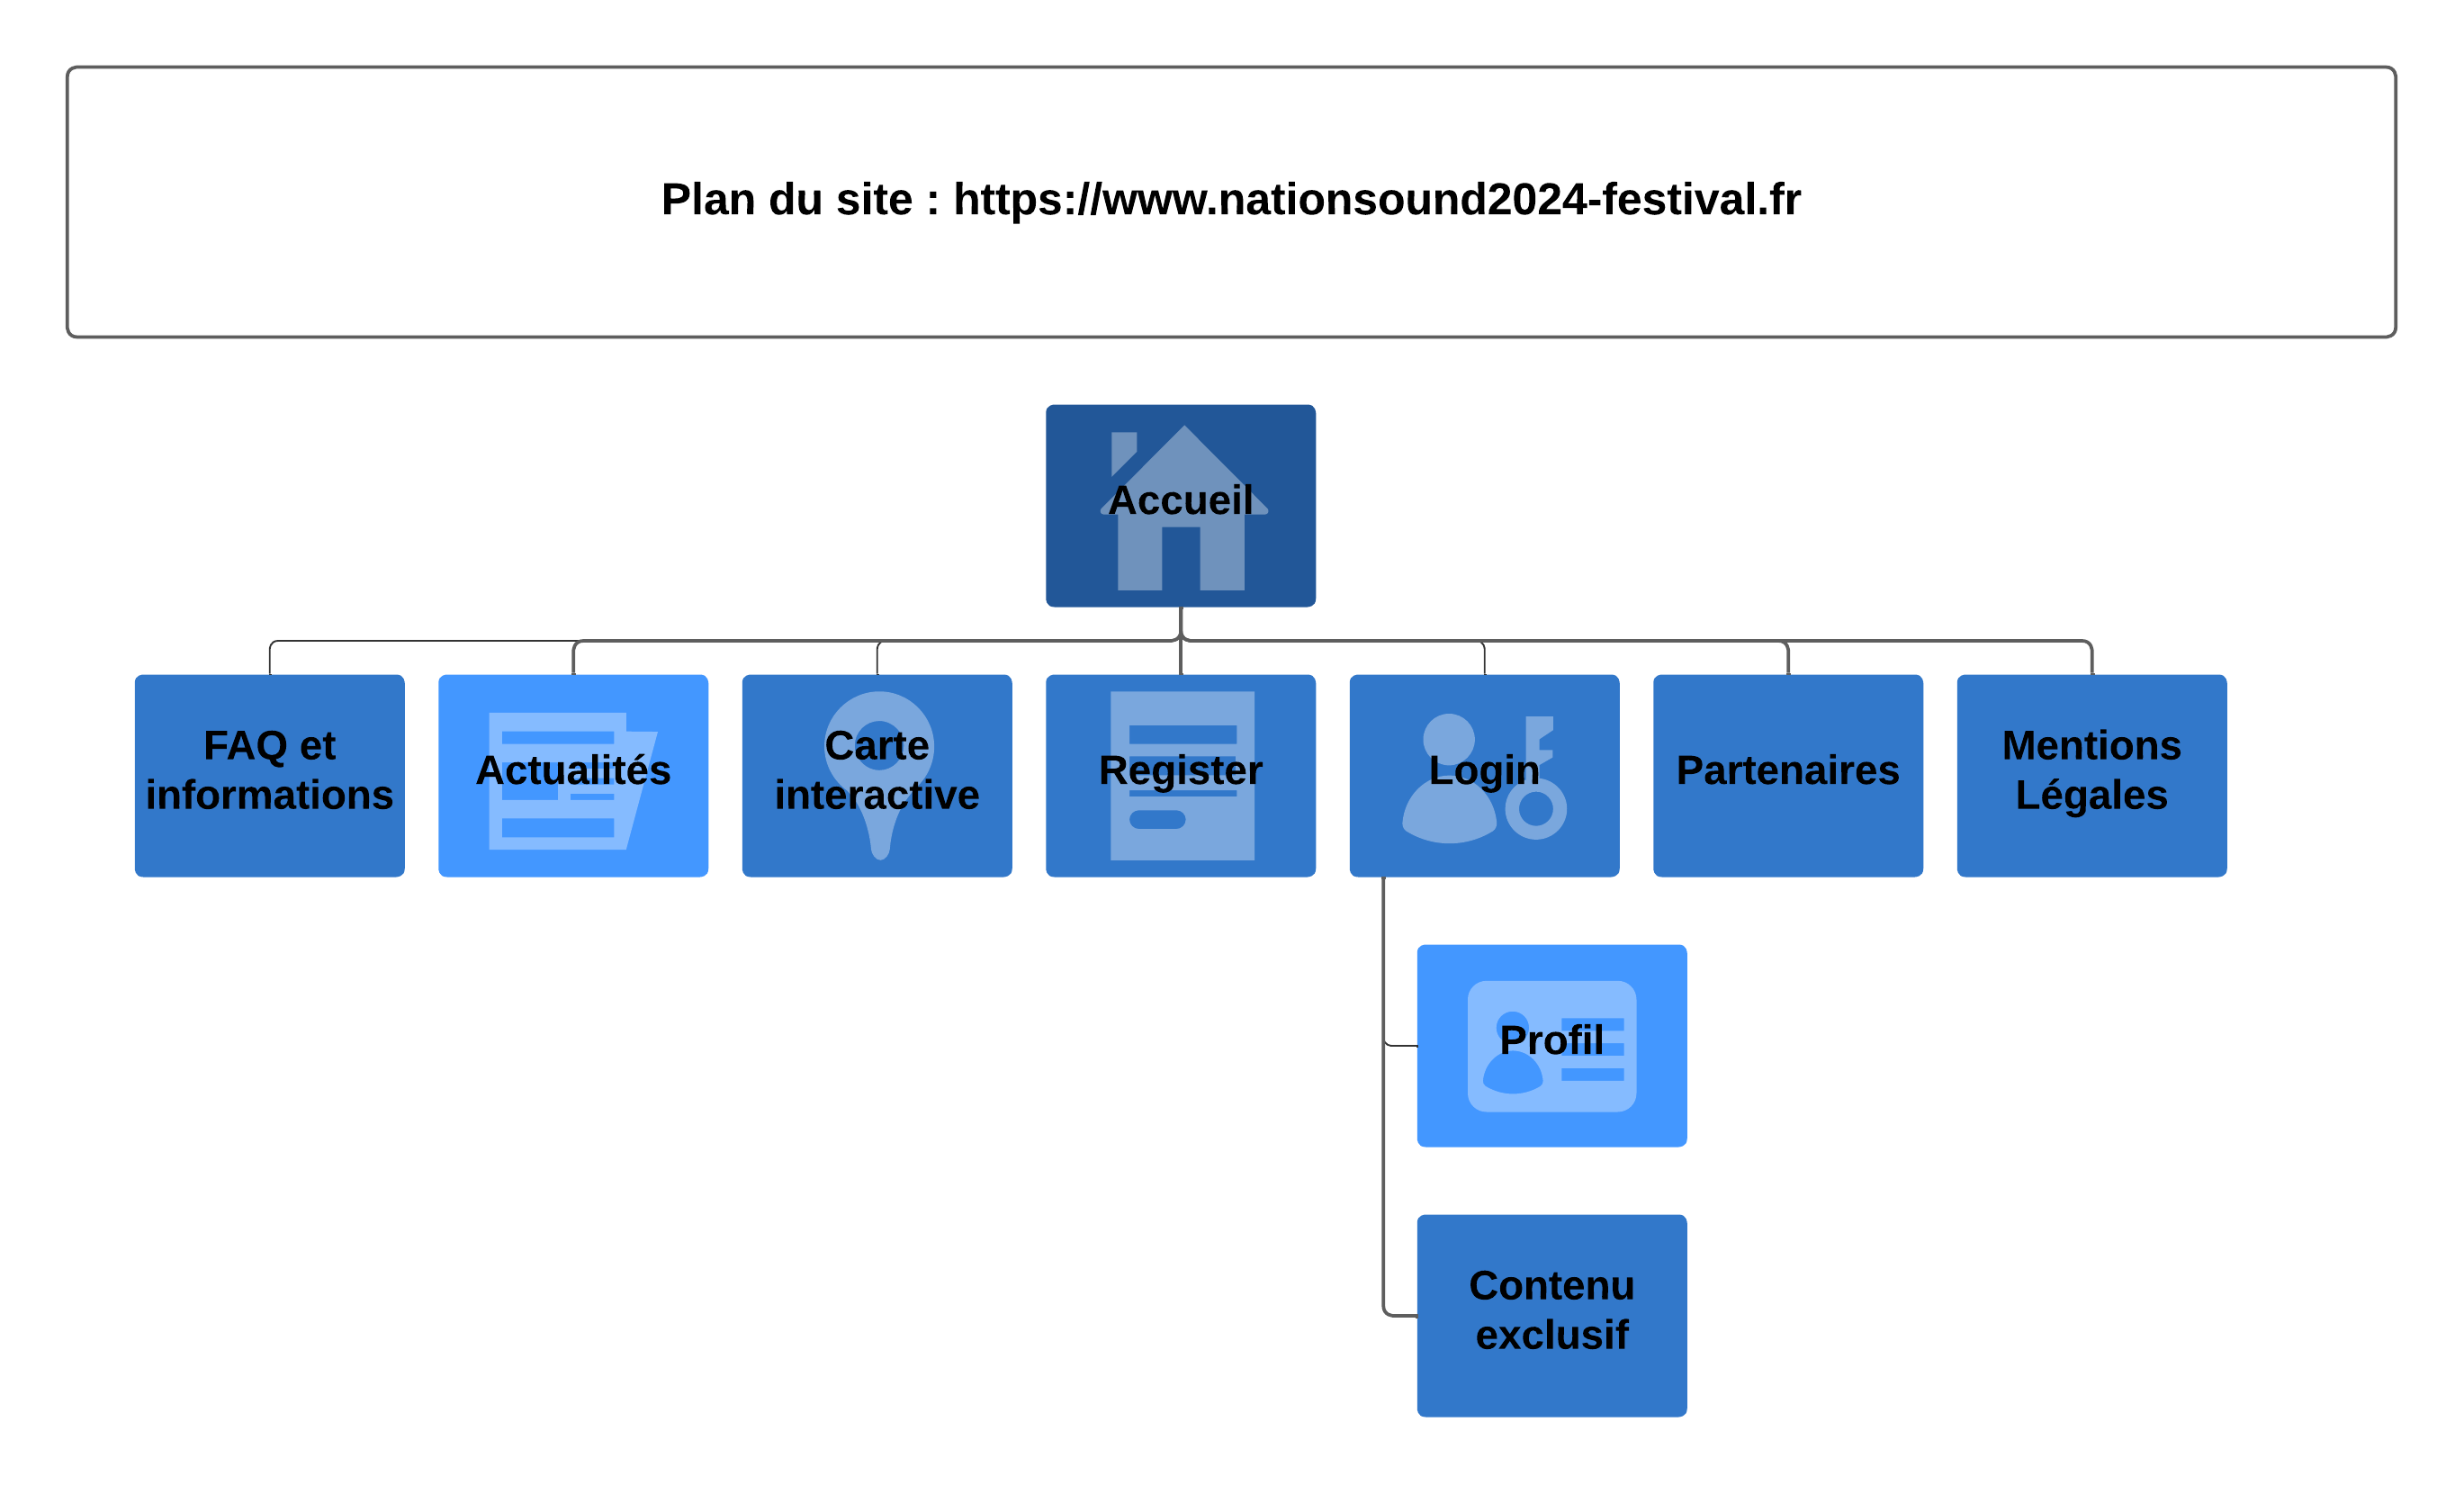 Plan du site : https://www.nationsound2024-festival.fr
Accueil
FAQ et
informations
Actualités
Carte
interactive
Register
Login
Partenaires
Mentions
Légales
Profil
Contenu
exclusif